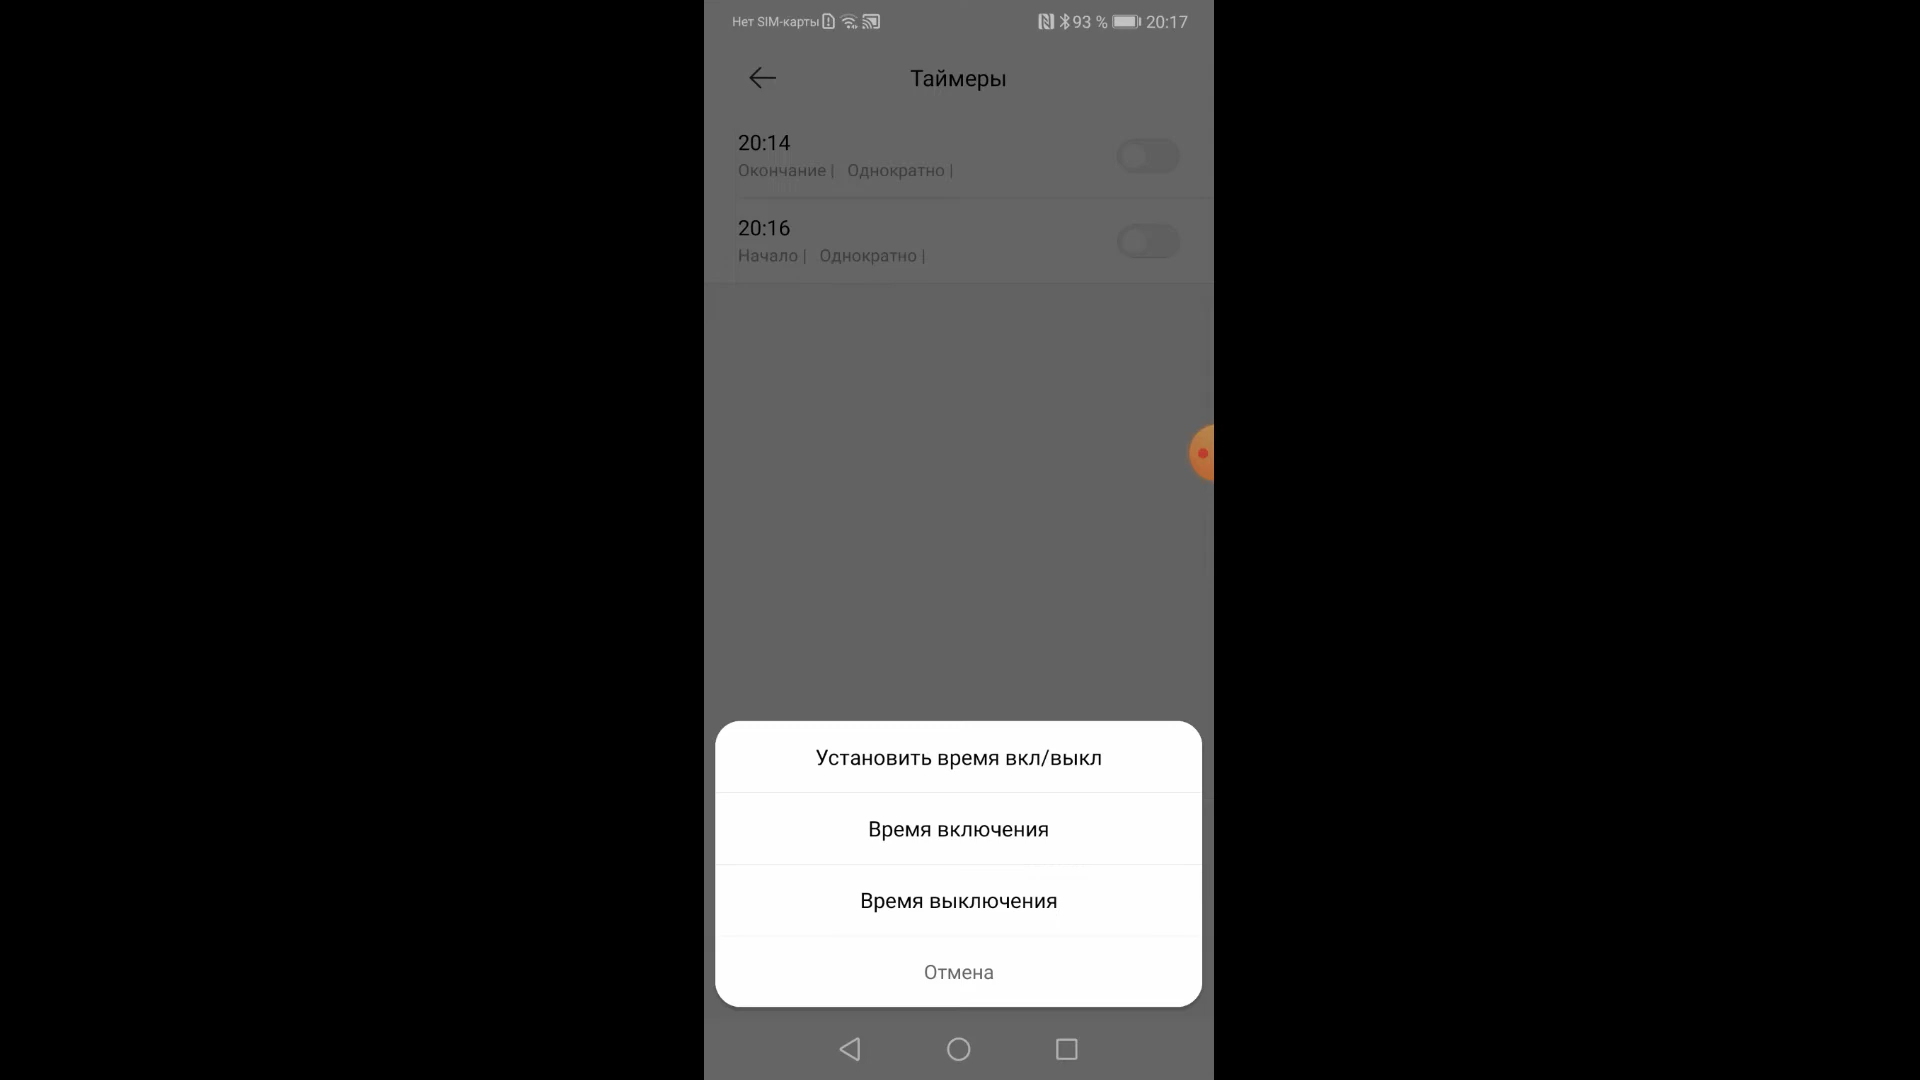 Нет SIM-карты 93 % 20:17
Таймеры
20:14
Окончание | Однократно |
20:16
Начало | Однократно |
Установить время вкл/выкл
Время включения
Время выключения
Отмена